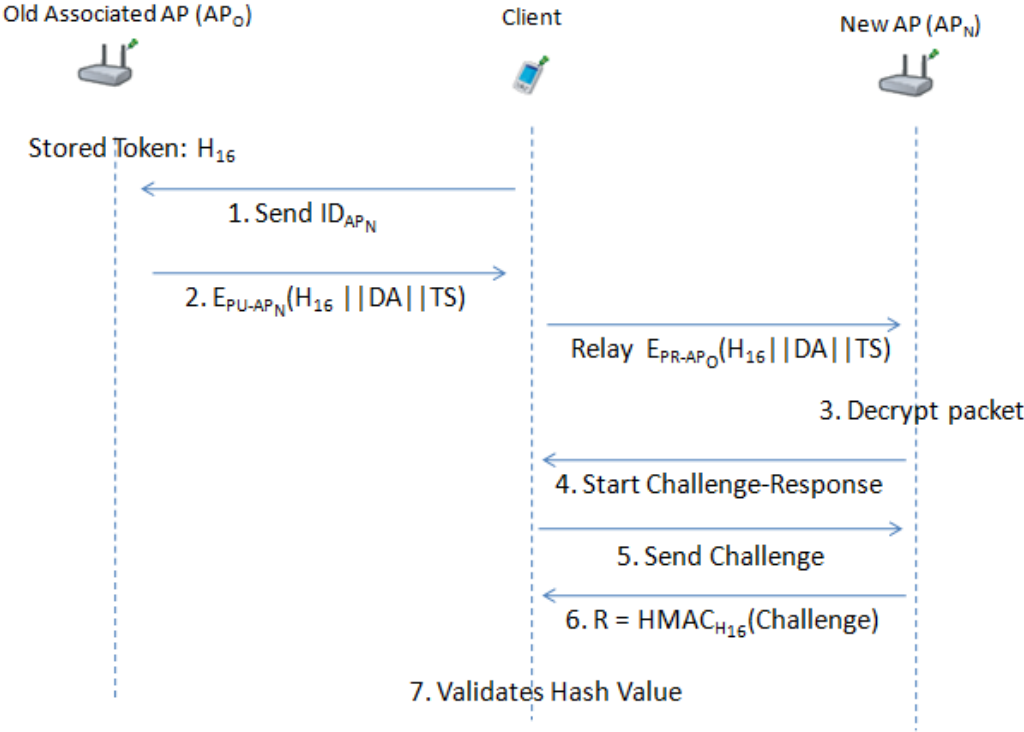 Old Associated AP (APO)
Client
New AP (APN)
Stored Token: H16
1. Send IDAPN
2. EPU-APN(H16 ||DA||TS)
Relay EPR-APO(H16||DA||TS)
3. Decrypt packet
4. Start Challenge-Response
5. Send Challenge
6. R = HMACH16(Challenge)
7. Validates Hash Value